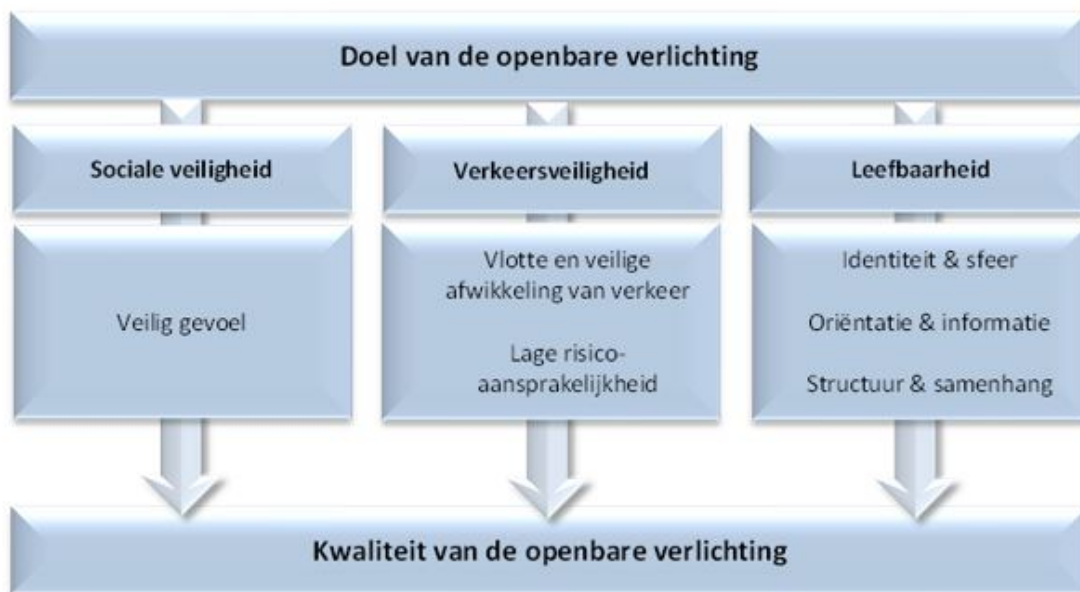 Doel van de openbare verlichting
Sociale veiligheid
Veilig gevoel
Verkeersveiligheid
Vlotte en veilige
afwikkeling van verkeer
Lage risico-
aansprakelijkheid
Leefbaarheid
Identiteit & sfeer
Oriëntatie & informatie
Structuur & samenhang
Kwaliteit van de openbare verlichting